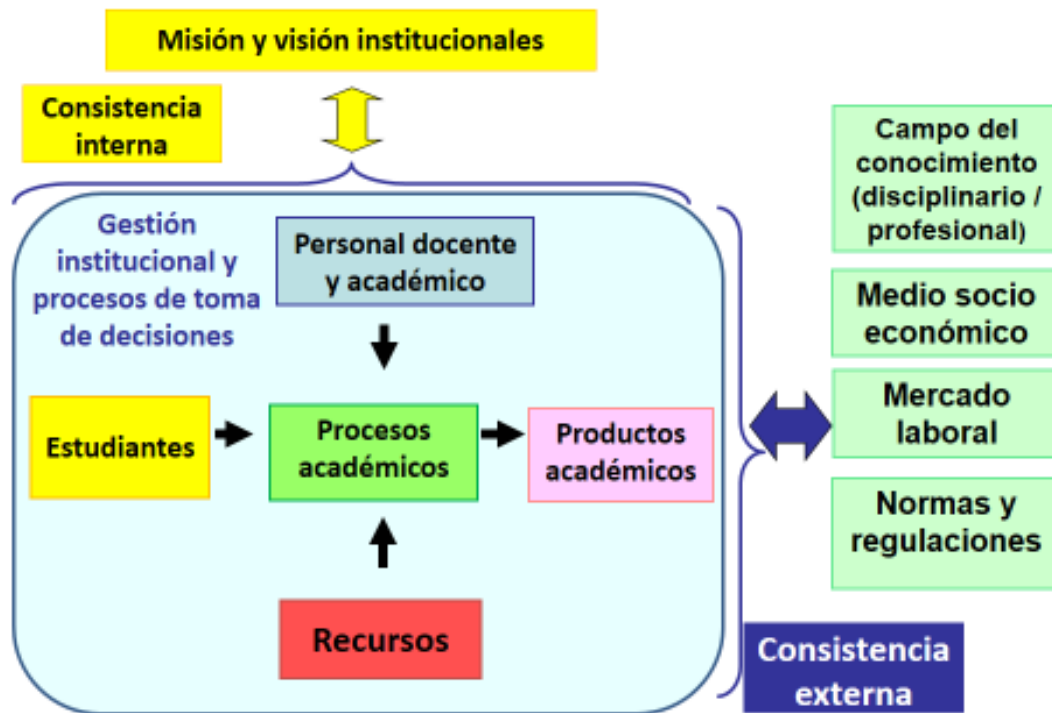 Misión y visión institucionales
Consistencia
interna
Gestión
institucional y
procesos de toma
de decisiones
Personal docente
y académico
Estudiantes
Procesos
académicos
Productos
académicos
Recursos
Campo del
conocimiento
(disciplinario /
profesional)
Medio socio
económico
Mercado
laboral
Normas y
regulaciones
Consistencia
externa